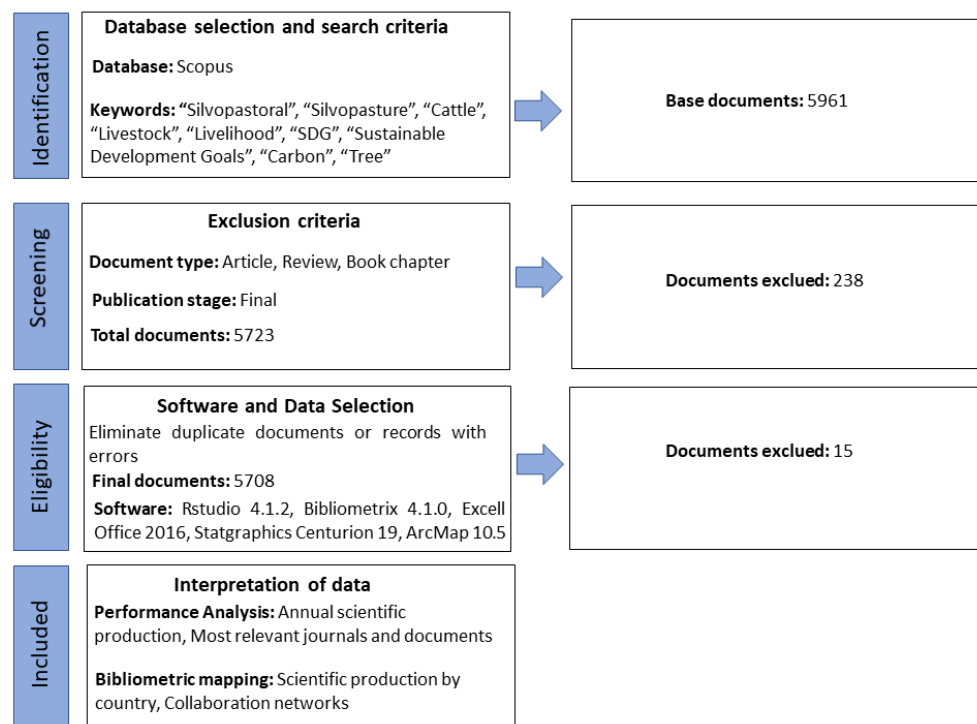 Identification
Database selection and search criteria
Database: Scopus
Keywords: “Silvopastoral”, “Silvopasture”, “Cattle”,
“Livestock”, “Livelihood”, “SDG”, “Sustainable
Development Goals”, “Carbon”, “Tree”
Base documents: 5961
Screening
Exclusion criteria
Document type: Article, Review, Book chapter
Publication stage: Final
Total documents: 5723
Documents exclued: 238
Eligibility
Software and Data Selection
Eliminate duplicate documents or records with
errors
Final documents: 5708
Software: Rstudio 4.1.2, Bibliometrix 4.1.0, Excell
Office 2016, Statgraphics Centurion 19, ArcMap 10.5
Documents exclued: 15
Included
Interpretation of data
Performance Analysis: Annual scientific
production, Most relevant journals and documents
Bibliometric mapping: Scientific production by
country, Collaboration networks